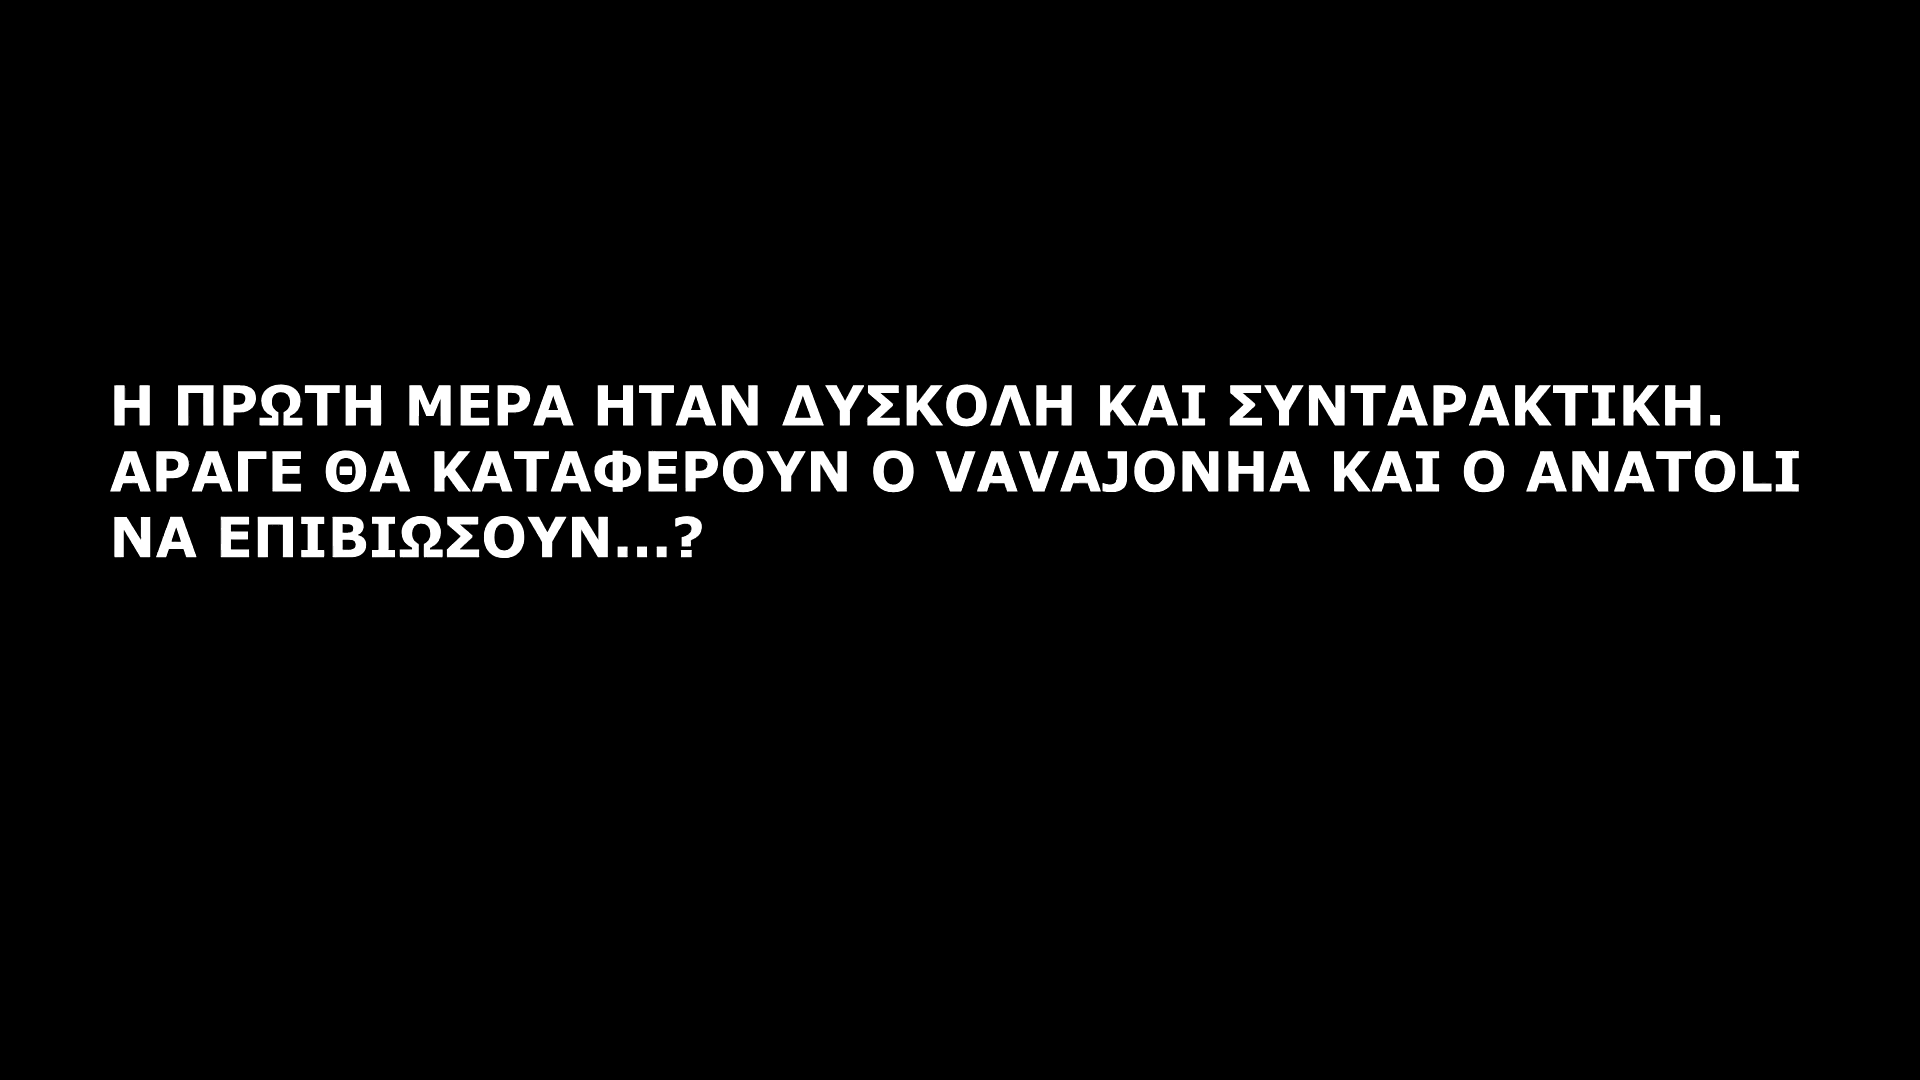 Η ΠΡΩΤΗ ΜΕΡΑ ΗΤΑΝ ΔΥΣΚΟΛΗ ΚΑΙ ΣΥΝΤΑΡΑΚΤΙΚΗ.
ΑΡΑΓΕ ΘΑ ΚΑΤΑΦΕΡΟΥΝ Ο VAVAJONHA ΚΑΙ Ο ANATOLI
ΝΑ ΕΠΙΒΙΩΣΟΥΝ...?